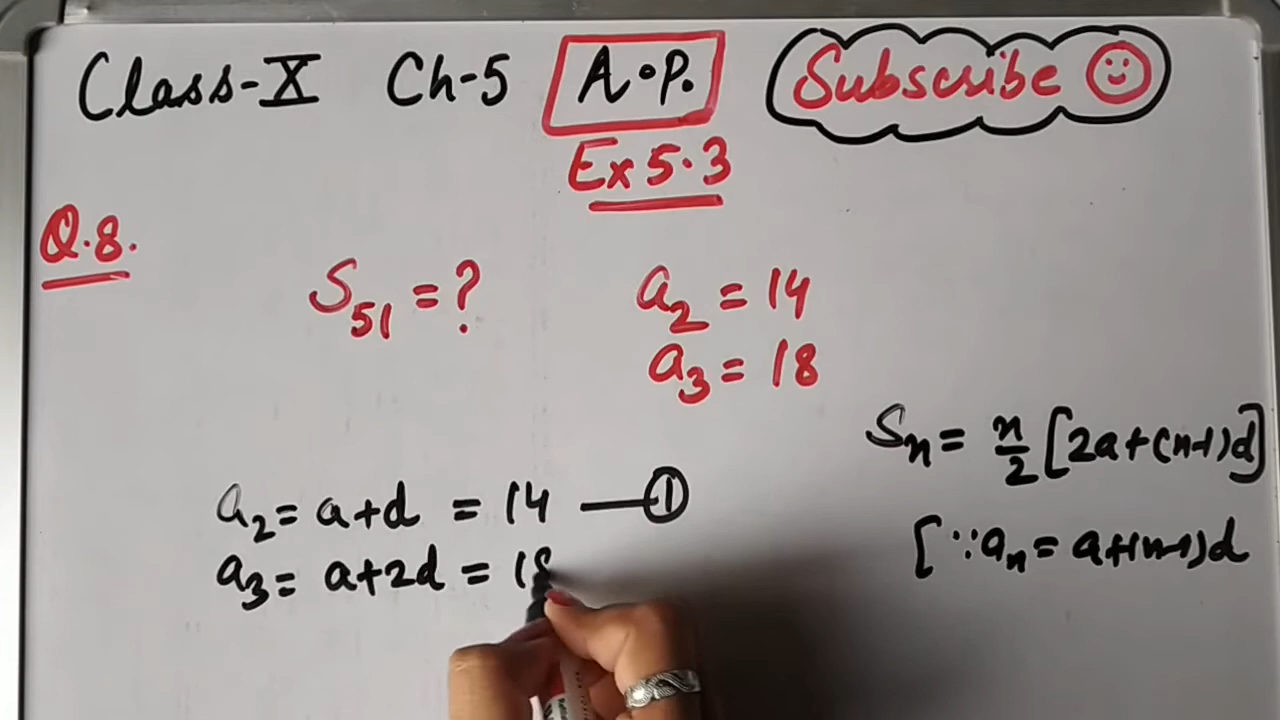 Class-X Ch-5 A.P. Subscribe
Ex 5.3
Q.8.
S₅₁ = ? a₂ = 14
a₃ = 18
Sₙ = n/2 [2a+(n-1)d]
a₂ = a+d = 14 — ①
[∵ aₙ = a+(n-1)d
a₃ = a+2d = 18